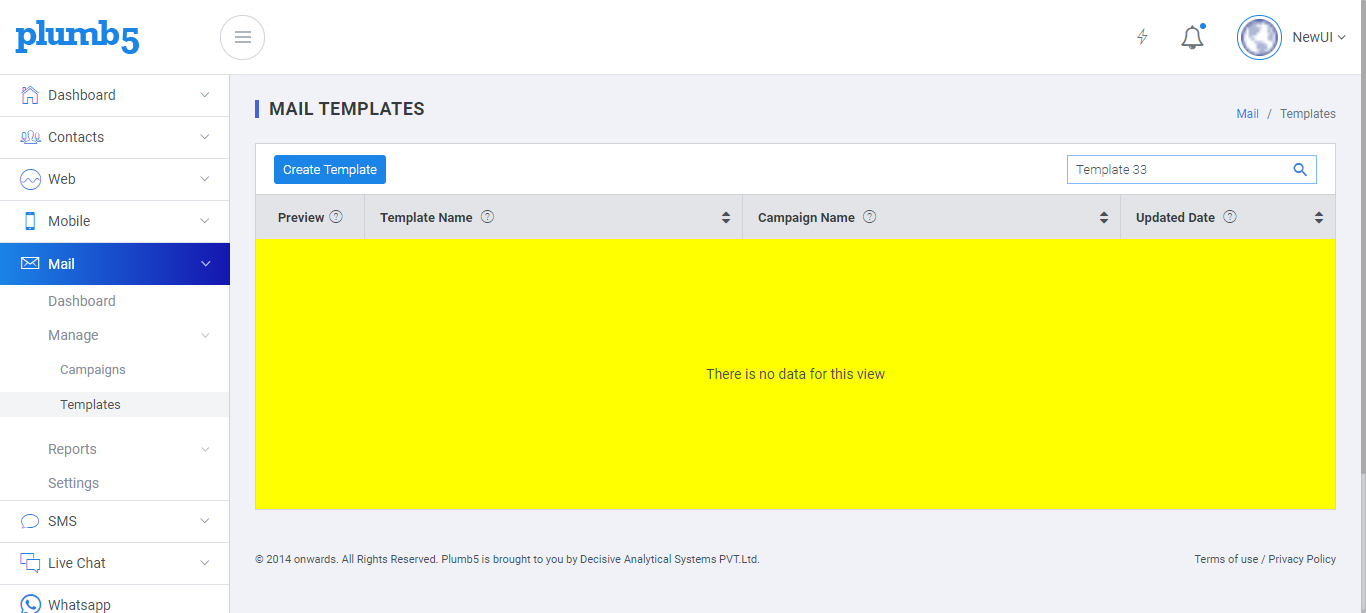 plumb5
NewUI
Dashboard
Contacts
Web
Mobile
Mail
Dashboard
Manage
Campaigns
Templates
Reports
Settings
SMS
Live Chat
Whatsapp
MAIL TEMPLATES
Mail / Templates
Create Template
Template 33
Preview ? Template Name ? Campaign Name ? Updated Date ?
There is no data for this view
© 2014 onwards. All Rights Reserved. Plumb5 is brought to you by Decisive Analytical Systems PVT.Ltd.
Terms of use / Privacy Policy